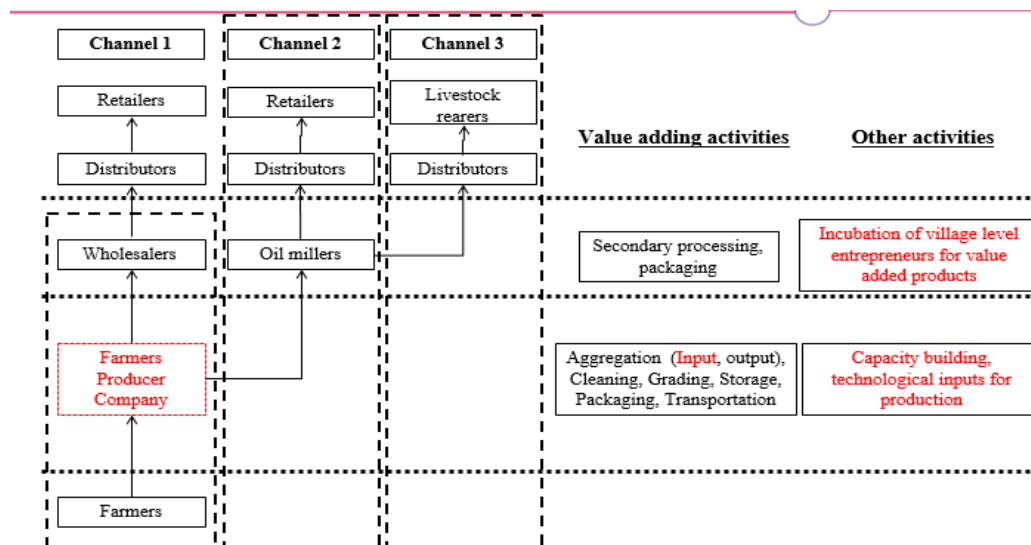 Channel 1
Channel 2
Channel 3
Retailers
Retailers
Livestock
rearers
Value adding activities
Other activities
Distributors
Distributors
Distributors
Wholesalers
Oil millers
Secondary processing,
packaging
Incubation of village level
entrepreneurs for value
added products
Farmers
Producer
Company
Aggregation (Input, output),
Cleaning, Grading, Storage,
Packaging, Transportation
Capacity building,
technological inputs for
production
Farmers